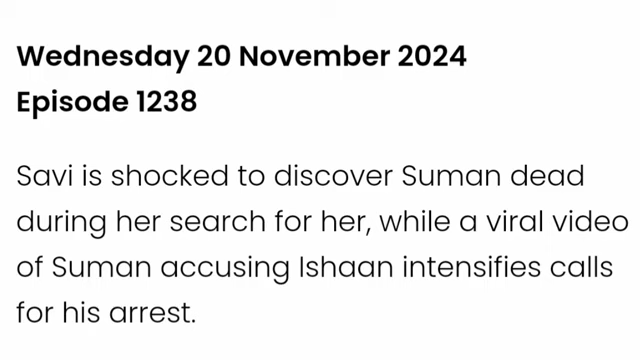 Wednesday 20 November 2024
Episode 1238
Savi is shocked to discover Suman dead
during her search for her, while a viral video
of Suman accusing Ishaan intensifies calls
for his arrest.